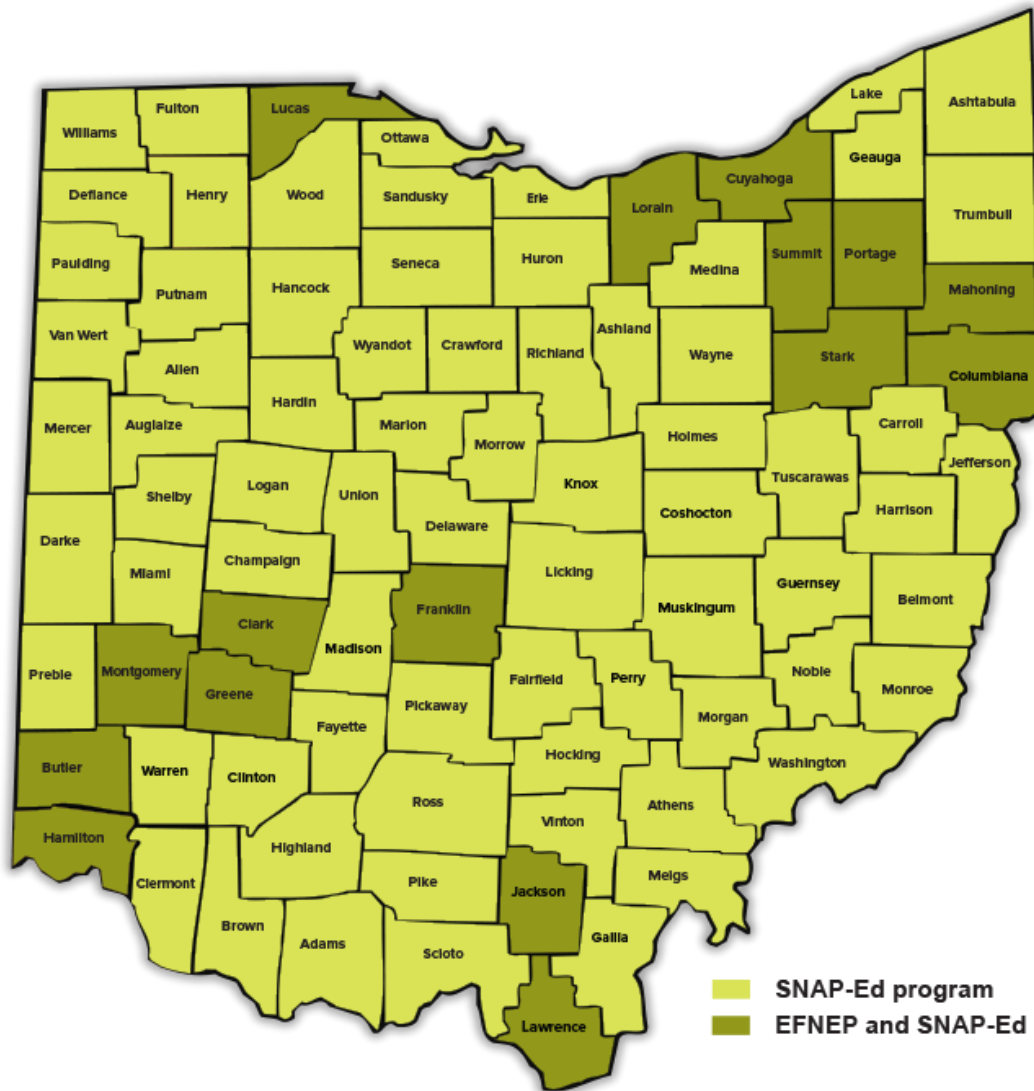 Lake
Ashtabula
Williams
Fulton
Lucas
Ottawa
Geauga
Cuyahoga
Defiance
Henry
Wood
Sandusky
Erie
Lorain
Trumbull
Paulding
Putnam
Hancock
Seneca
Huron
Medina
Summit
Portage
Mahoning
Van Wert
Allen
Wyandot
Crawford
Richland
Ashland
Wayne
Stark
Columbiana
Mercer
Auglaize
Hardin
Marion
Morrow
Holmes
Carroll
Jefferson
Shelby
Logan
Union
Knox
Coshocton
Tuscarawas
Harrison
Darke
Miami
Champaign
Delaware
Licking
Muskingum
Guernsey
Belmont
Clark
Franklin
Preble
Montgomery
Greene
Madison
Fairfield
Perry
Noble
Monroe
Fayette
Pickaway
Morgan
Butler
Warren
Clinton
Hocking
Washington
Hamilton
Ross
Athens
Vinton
Highland
Clermont
Pike
Jackson
Meigs
Brown
Adams
Scioto
Gallia
Lawrence
SNAP-Ed program
EFNEP and SNAP-Ed